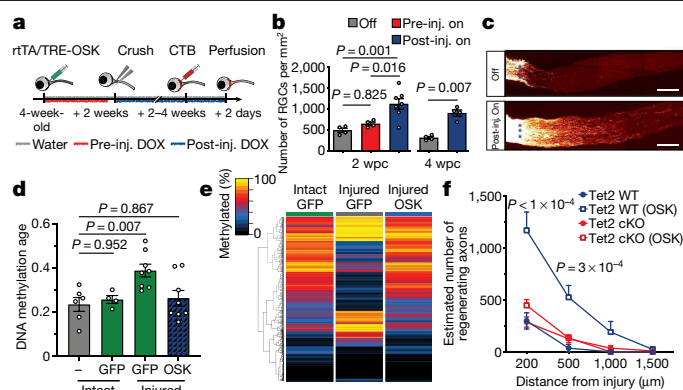 a
rtTA/TRE-OSK Crush CTB Perfusion
4-week-old + 2 weeks + 2–4 weeks + 2 days
Water Pre-inj. DOX Post-inj. DOX
b
Off Pre-inj. on
Post-inj. on
Number of RGCs per mm²
P = 0.001
P = 0.016
P = 0.825
P = 0.007
2,000
1,500
1,000
500
0
2 wpc 4 wpc
c
Off
Post-inj. On
d
DNA methylation age
P = 0.867
P = 0.007
P = 0.952
0.6
0.4
0.2
0
– GFP GFP OSK
Intact Injured
e
Methylated (%)
100
0
Intact GFP
Injured GFP
Injured OSK
f
Tet2 WT
Tet2 WT (OSK)
Tet2 cKO
Tet2 cKO (OSK)
Estimated number of
regenerating axons
1,500
1,000
500
0
P < 1 × 10⁻⁴
P = 3 × 10⁻⁴
200 500 1,000 1,500
Distance from injury (µm)